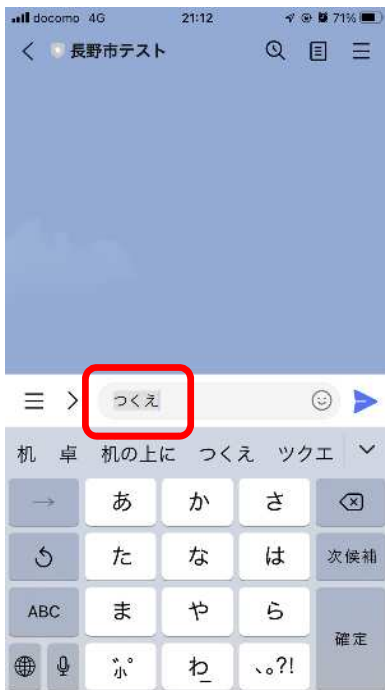 docomo 4G 21:12 71%
長野市テスト
つくえ
机 卓 机の上に つくえ ツクエ
→ あ か さ
た な は 次候補
ABC ま や ら 確定
゛゜小 わ_ 、。?!